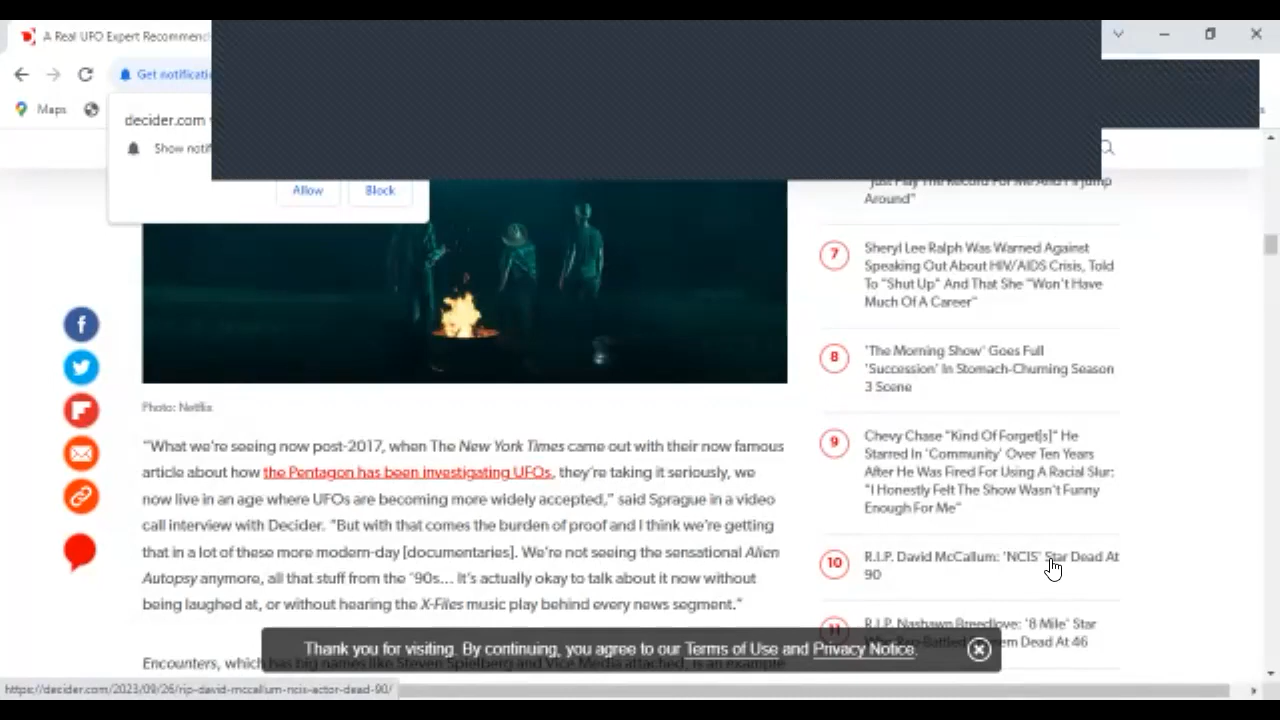 A Real UFO Expert Recommend
Get notificati
Maps
decider.com
Show notif
Allow
Block
"Just Play The Record For Me And I'll Jump
Around"
7
Sheryl Lee Ralph Was Warned Against
Speaking Out About HIV/AIDS Crisis, Told
To "Shut Up" And That She "Won't Have
Much Of A Career"
8
'The Morning Show' Goes Full
'Succession' In Stomach-Churning Season
3 Scene
Photo: Netflix
9
Chevy Chase "Kind Of Forget[s]" He
Starred In 'Community' Over Ten Years
After He Was Fired For Using A Racial Slur:
"I Honestly Felt The Show Wasn't Funny
Enough For Me"
"What we're seeing now post-2017, when The New York Times came out with their now famous
article about how the Pentagon has been investigating UFOs, they're taking it seriously, we
now live in an age where UFOs are becoming more widely accepted," said Sprague in a video
call interview with Decider. "But with that comes the burden of proof and I think we're getting
that in a lot of these more modern-day [documentaries]. We're not seeing the sensational Alien
Autopsy anymore, all that stuff from the '90s... It's actually okay to talk about it now without
being laughed at, or without hearing the X-Files music play behind every news segment."
10
R.I.P. David McCallum: 'NCIS' Star Dead At
90
11
R.I.P. Nashawn Breedlove: '8 Mile' Star
Dead At 46
Thank you for visiting. By continuing, you agree to our Terms of Use and Privacy Notice.
Encounters, which has big names like Steven Spielberg and Vice Media attached, is an example
https://decider.com/2023/09/26/rip-david-mccallum-ncis-actor-dead-90/